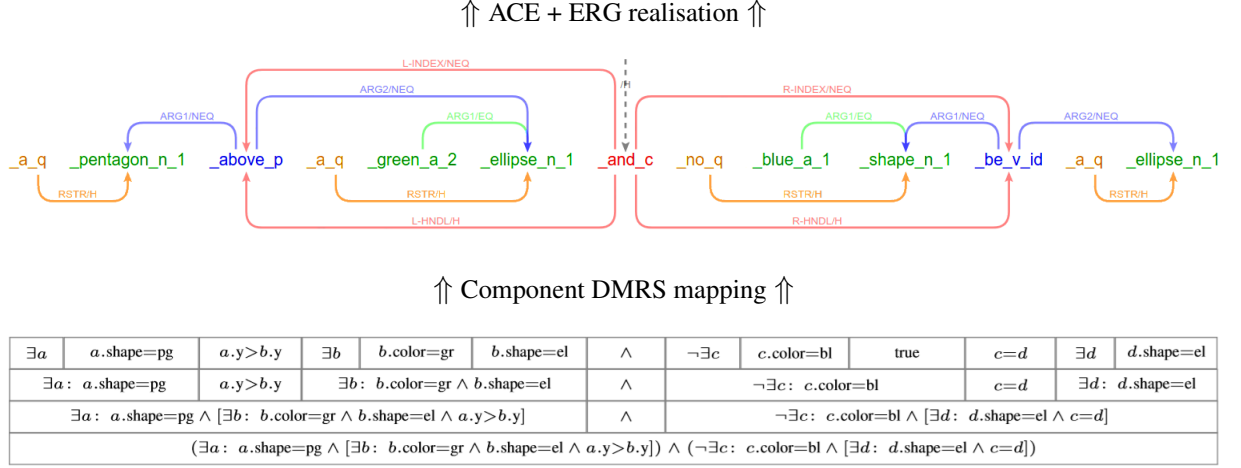 ⇑ ACE + ERG realisation ⇑
L-INDEX/NEQ /H
ARG2/NEQ R-INDEX/NEQ
ARG1/NEQ ARG1/EQ ARG1/EQ ARG1/NEQ ARG2/NEQ
_a_q _pentagon_n_1 _above_p _a_q _green_a_2 _ellipse_n_1 _and_c _no_q _blue_a_1 _shape_n_1 _be_v_id _a_q _ellipse_n_1
RSTR/H RSTR/H RSTR/H RSTR/H
L-HNDL/H R-HNDL/H
⇑ Component DMRS mapping ⇑
∃a a.shape=pg a.y>b.y ∃b b.color=gr b.shape=el ∧ ¬∃c c.color=bl true c=d ∃d d.shape=el
∃a: a.shape=pg a.y>b.y ∃b: b.color=gr ∧ b.shape=el ∧ ¬∃c: c.color=bl c=d ∃d: d.shape=el
∃a: a.shape=pg ∧ [∃b: b.color=gr ∧ b.shape=el ∧ a.y>b.y] ∧ ¬∃c: c.color=bl ∧ [∃d: d.shape=el ∧ c=d]
(∃a: a.shape=pg ∧ [∃b: b.color=gr ∧ b.shape=el ∧ a.y>b.y]) ∧ (¬∃c: c.color=bl ∧ [∃d: d.shape=el ∧ c=d])